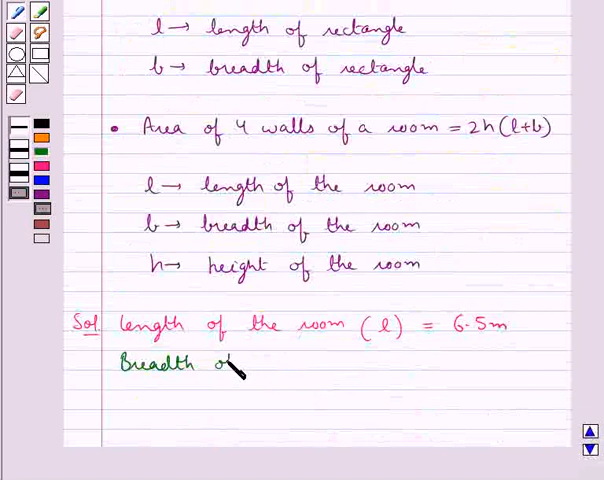 l → length of rectangle
b → breadth of rectangle
• Area of 4 walls of a room = 2h(l+b)
l → length of the room
b → breadth of the room
h → height of the room
Sol. Length of the room (l) = 6.5m
Breadth of